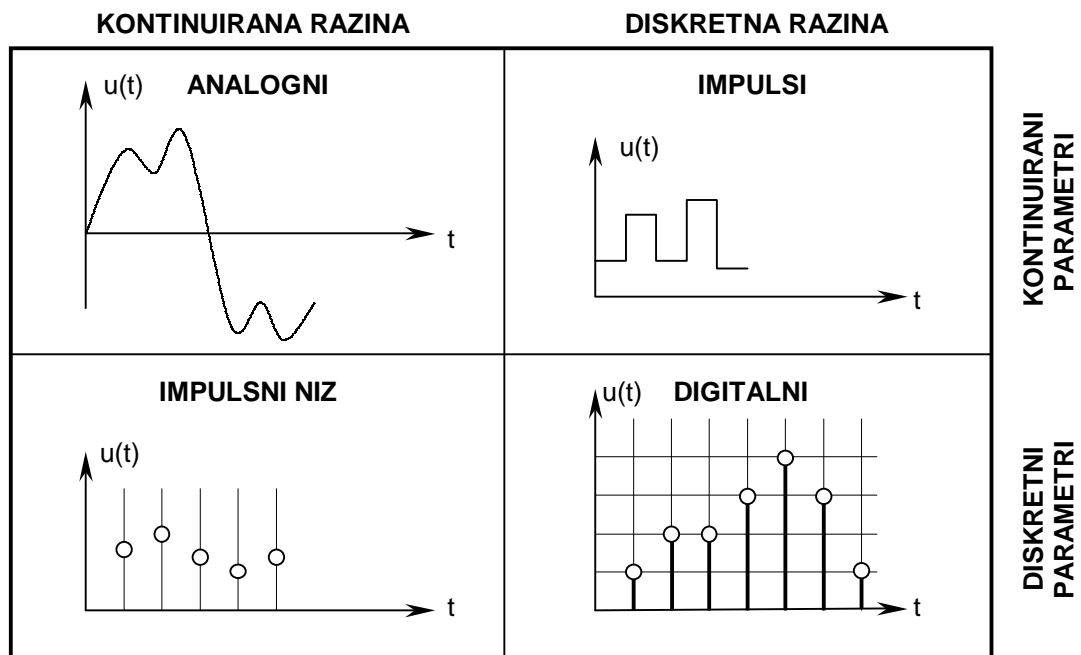 KONTINUIRANA RAZINA
DISKRETNA RAZINA
u(t)
ANALOGNI
t
IMPULSI
u(t)
t
KONTINUIRANI
PARAMETRI
IMPULSNI NIZ
u(t)
t
u(t)
DIGITALNI
t
DISKRETNI
PARAMETRI